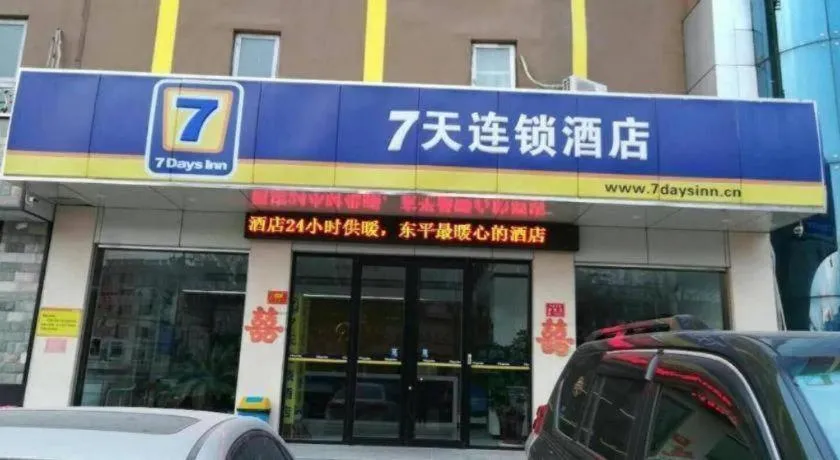 7
7 Days Inn
7天连锁酒店
www.7daysinn.cn
酒店24小时供暖，东平最暖心的酒店
囍
囍